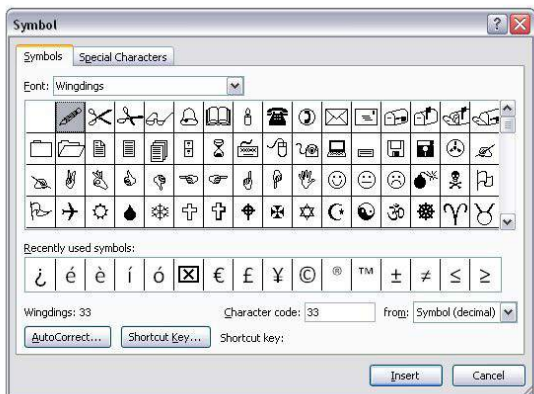 Symbol
Symbols Special Characters
Font: Wingdings
Recently used symbols:
¿ é è í ó ☒ € £ ¥ © ® ™ ± ≠ ≤ ≥
Wingdings: 33 Character code: 33 from: Symbol (decimal)
AutoCorrect... Shortcut Key... Shortcut key:
Insert Cancel